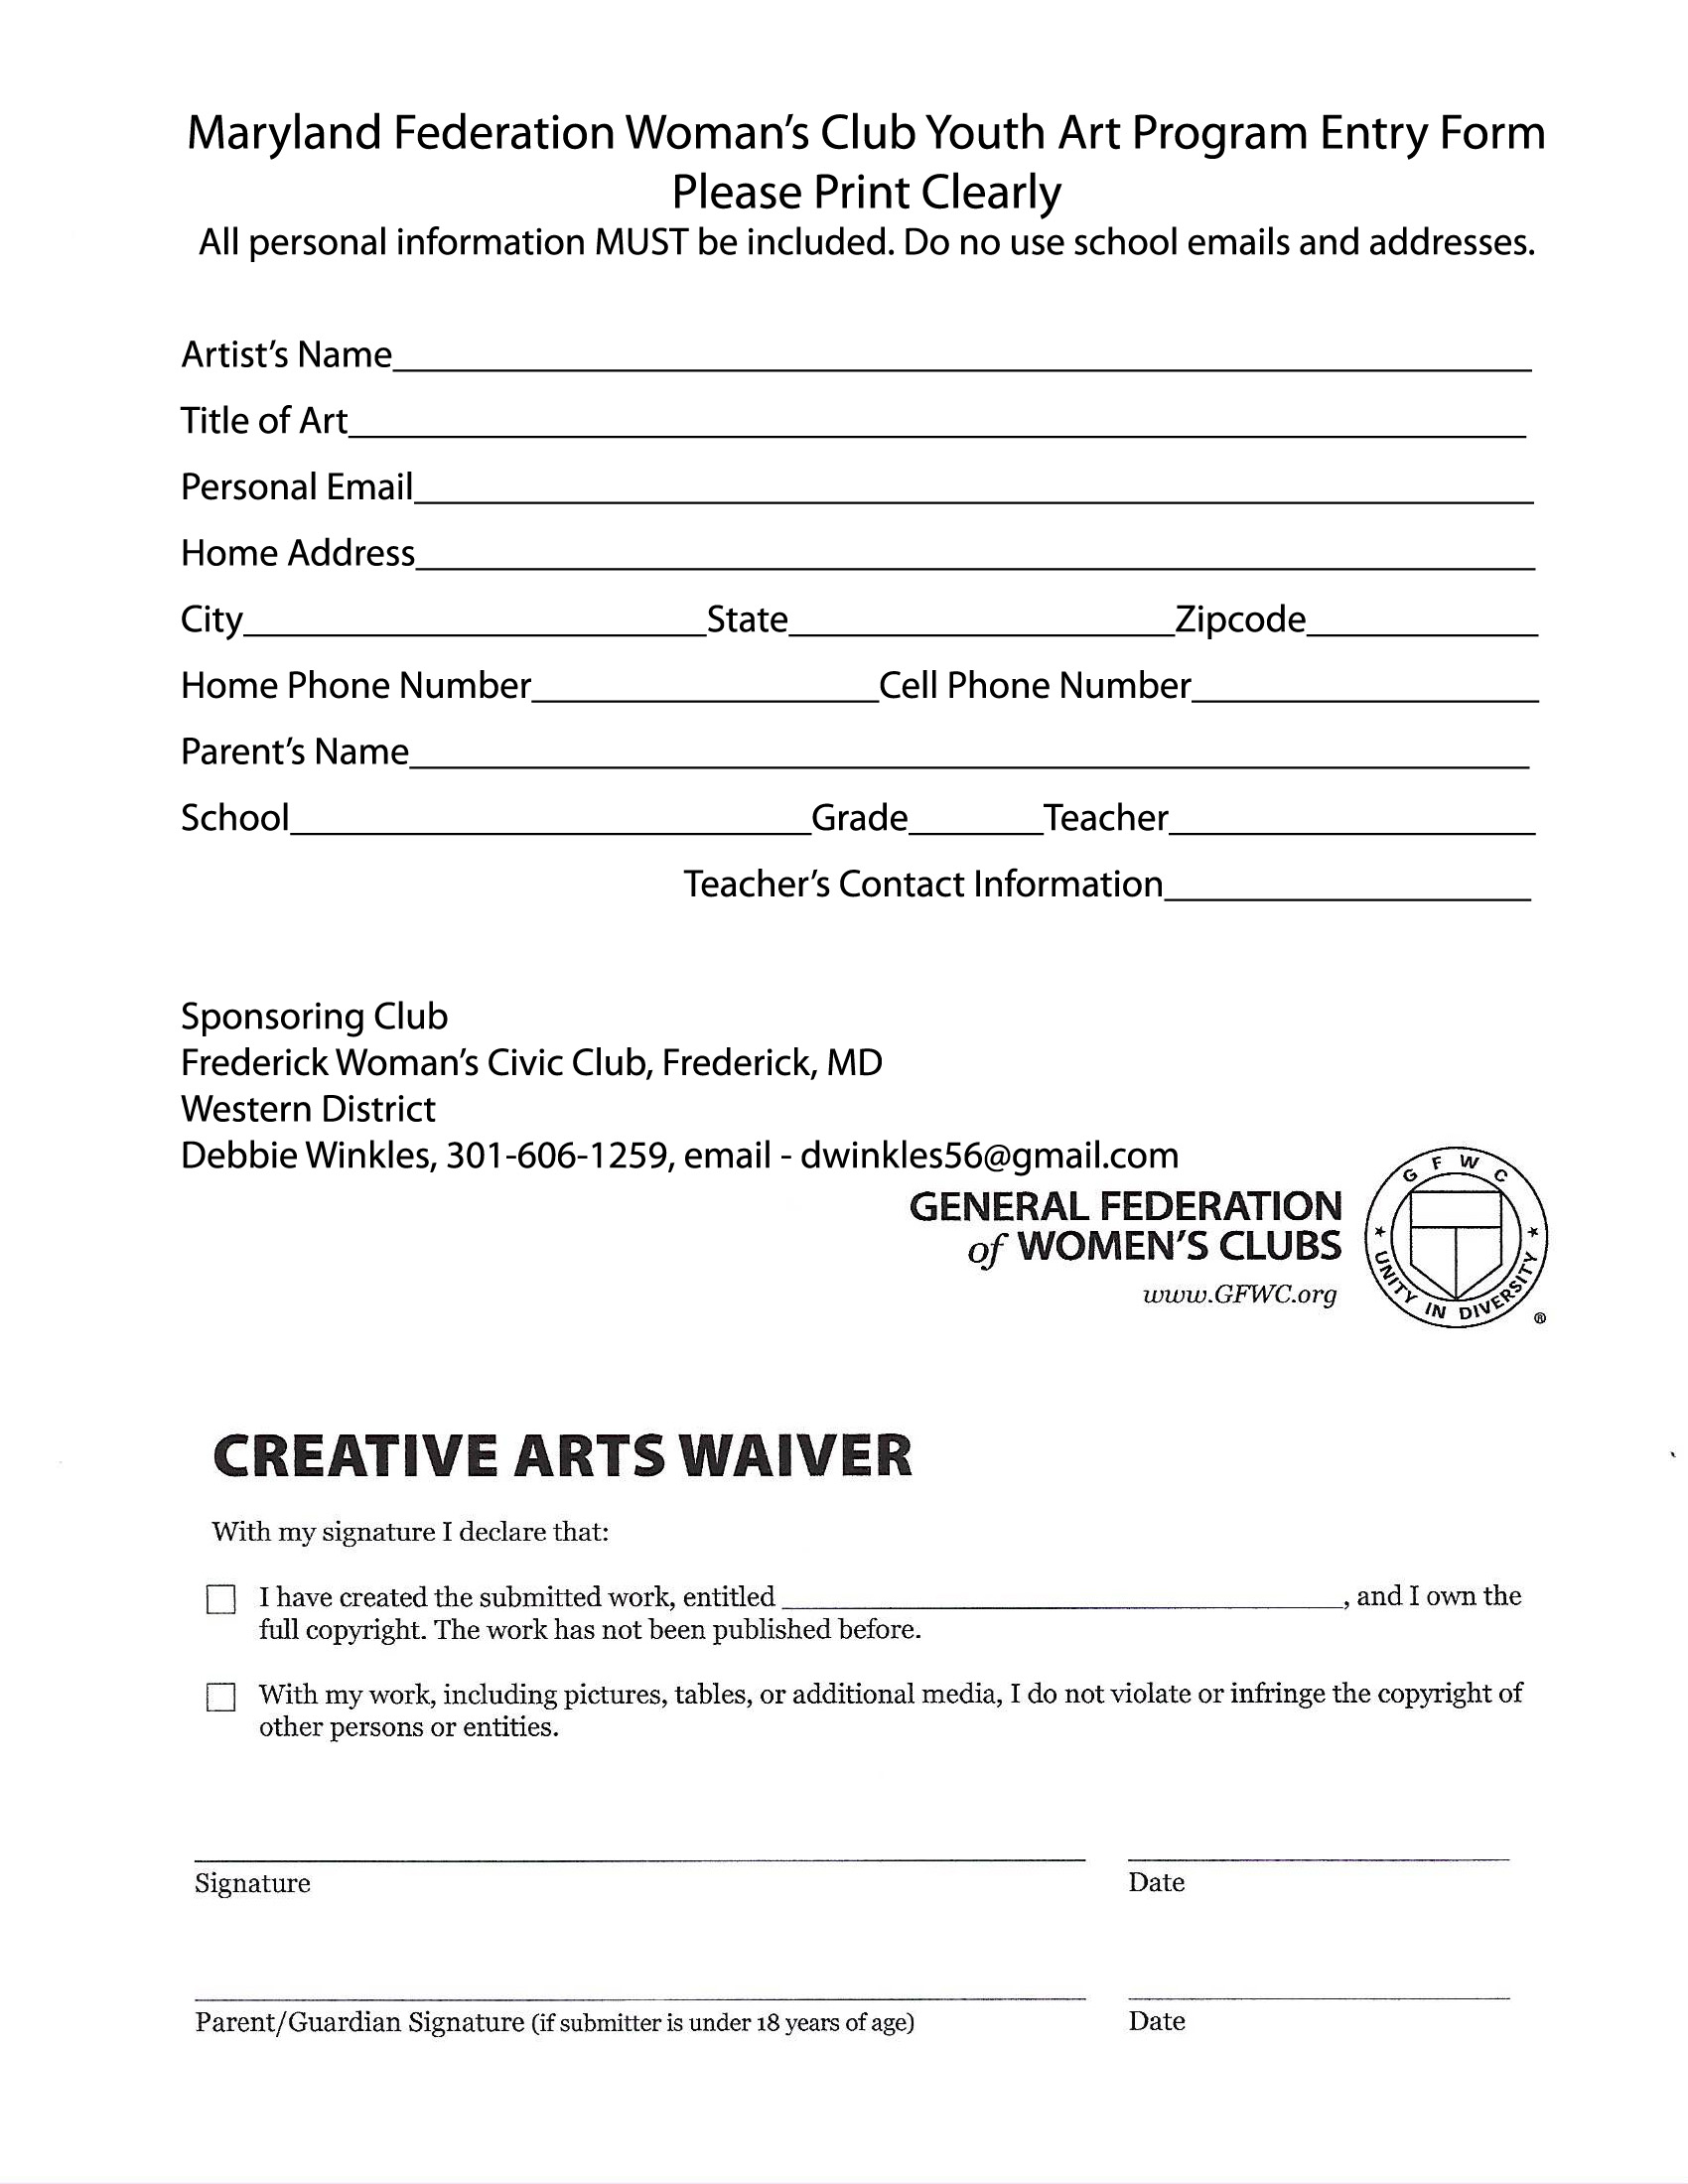 Maryland Federation Woman's Club Youth Art Program Entry Form
Please Print Clearly
All personal information MUST be included. Do no use school emails and addresses.
Artist's Name
Title of Art
Personal Email
Home Address
City State Zipcode
Home Phone Number Cell Phone Number
Parent's Name
School Grade Teacher
Teacher's Contact Information
Sponsoring Club
Frederick Woman's Civic Club, Frederick, MD
Western District
Debbie Winkles, 301-606-1259, email - dwinkles56@gmail.com
GENERAL FEDERATION
of WOMEN'S CLUBS
www.GFWC.org
GFWC
UNITY IN DIVERSITY
®
CREATIVE ARTS WAIVER
With my signature I declare that:
I have created the submitted work, entitled , and I own the
full copyright. The work has not been published before.
With my work, including pictures, tables, or additional media, I do not violate or infringe the copyright of
other persons or entities.
Signature Date
Parent/Guardian Signature (if submitter is under 18 years of age) Date